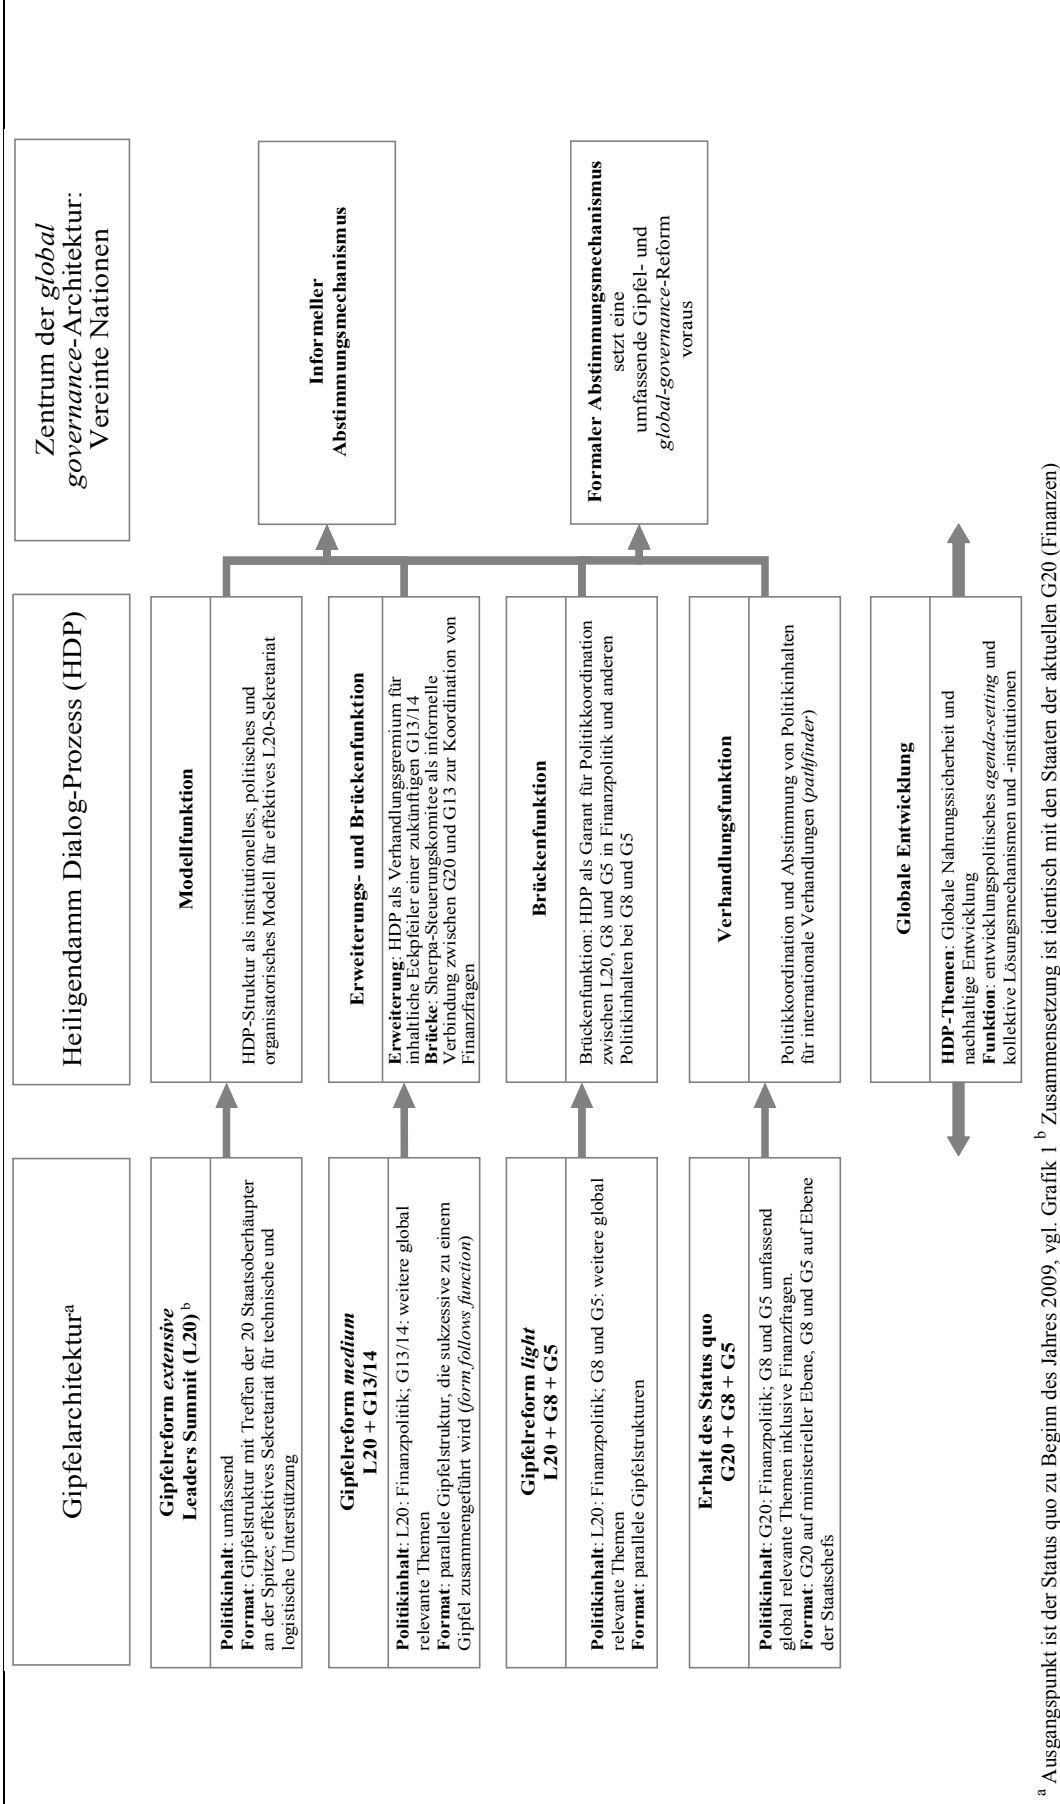 Gipfelarchitektur^a
Heiligendamm Dialog-Prozess (HDP)
Zentrum der global
governance-Architektur:
Vereinte Nationen
Gipfelreform extensive
Leaders Summit (L20) ^b
Politikinhalt: umfassend
Format: Gipfelstruktur mit Treffen der 20 Staatsoberhäupter
an der Spitze; effektives Sekretariat für technische und
logistische Unterstützung
Modellfunktion
HDP-Struktur als institutionelles, politisches und
organisatorisches Modell für effektives L20-Sekretariat
Gipfelreform medium
L20 + G13/14
Politikinhalt: L20: Finanzpolitik; G13/14: weitere global
relevante Themen
Format: parallele Gipfelstruktur, die sukzessive zu einem
Gipfel zusammengeführt wird (form follows function)
Erweiterungs- und Brückenfunktion
Erweiterung: HDP als Verhandlungsgremium für
inhaltliche Eckpfeiler einer zukünftigen G13/14
Brücke: Sherpa-Steuerungskomitee als informelle
Verbindung zwischen G20 und G13 zur Koordination von
Finanzfragen
Gipfelreform light
L20 + G8 + G5
Politikinhalt: L20: Finanzpolitik; G8 und G5: weitere global
relevante Themen
Format: parallele Gipfelstrukturen
Brückenfunktion
Brückenfunktion: HDP als Garant für Politikkoordination
zwischen L20, G8 und G5 in Finanzpolitik und anderen
Politikinhalten bei G8 und G5
Erhalt des Status quo
G20 + G8 + G5
Politikinhalt: G20: Finanzpolitik; G8 und G5 umfassend
global relevante Themen inklusive Finanzfragen.
Format: G20 auf ministerieller Ebene, G8 und G5 auf Ebene
der Staatschefs
Verhandlungsfunktion
Politikkoordination und Abstimmung von Politikinhalten
für internationale Verhandlungen (pathfinder)
Globale Entwicklung
HDP-Themen: Globale Nahrungssicherheit und
nachhaltige Entwicklung
Funktion: entwicklungspolitisches agenda-setting und
kollektive Lösungsmechanismen und -institutionen
Informeller
Abstimmungsmechanismus
Formaler Abstimmungsmechanismus
setzt eine
umfassende Gipfel- und
global-governance-Reform
voraus
^a Ausgangspunkt ist der Status quo zu Beginn des Jahres 2009, vgl. Grafik 1 ^b Zusammensetzung ist identisch mit den Staaten der aktuellen G20 (Finanzen)